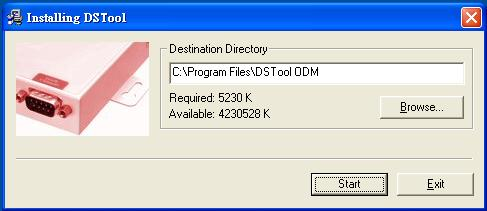 Installing DSTool
Destination Directory
C:\Program Files\DSTool ODM
Required: 5230 K
Available: 4230528 K
Browse...
Start
Exit